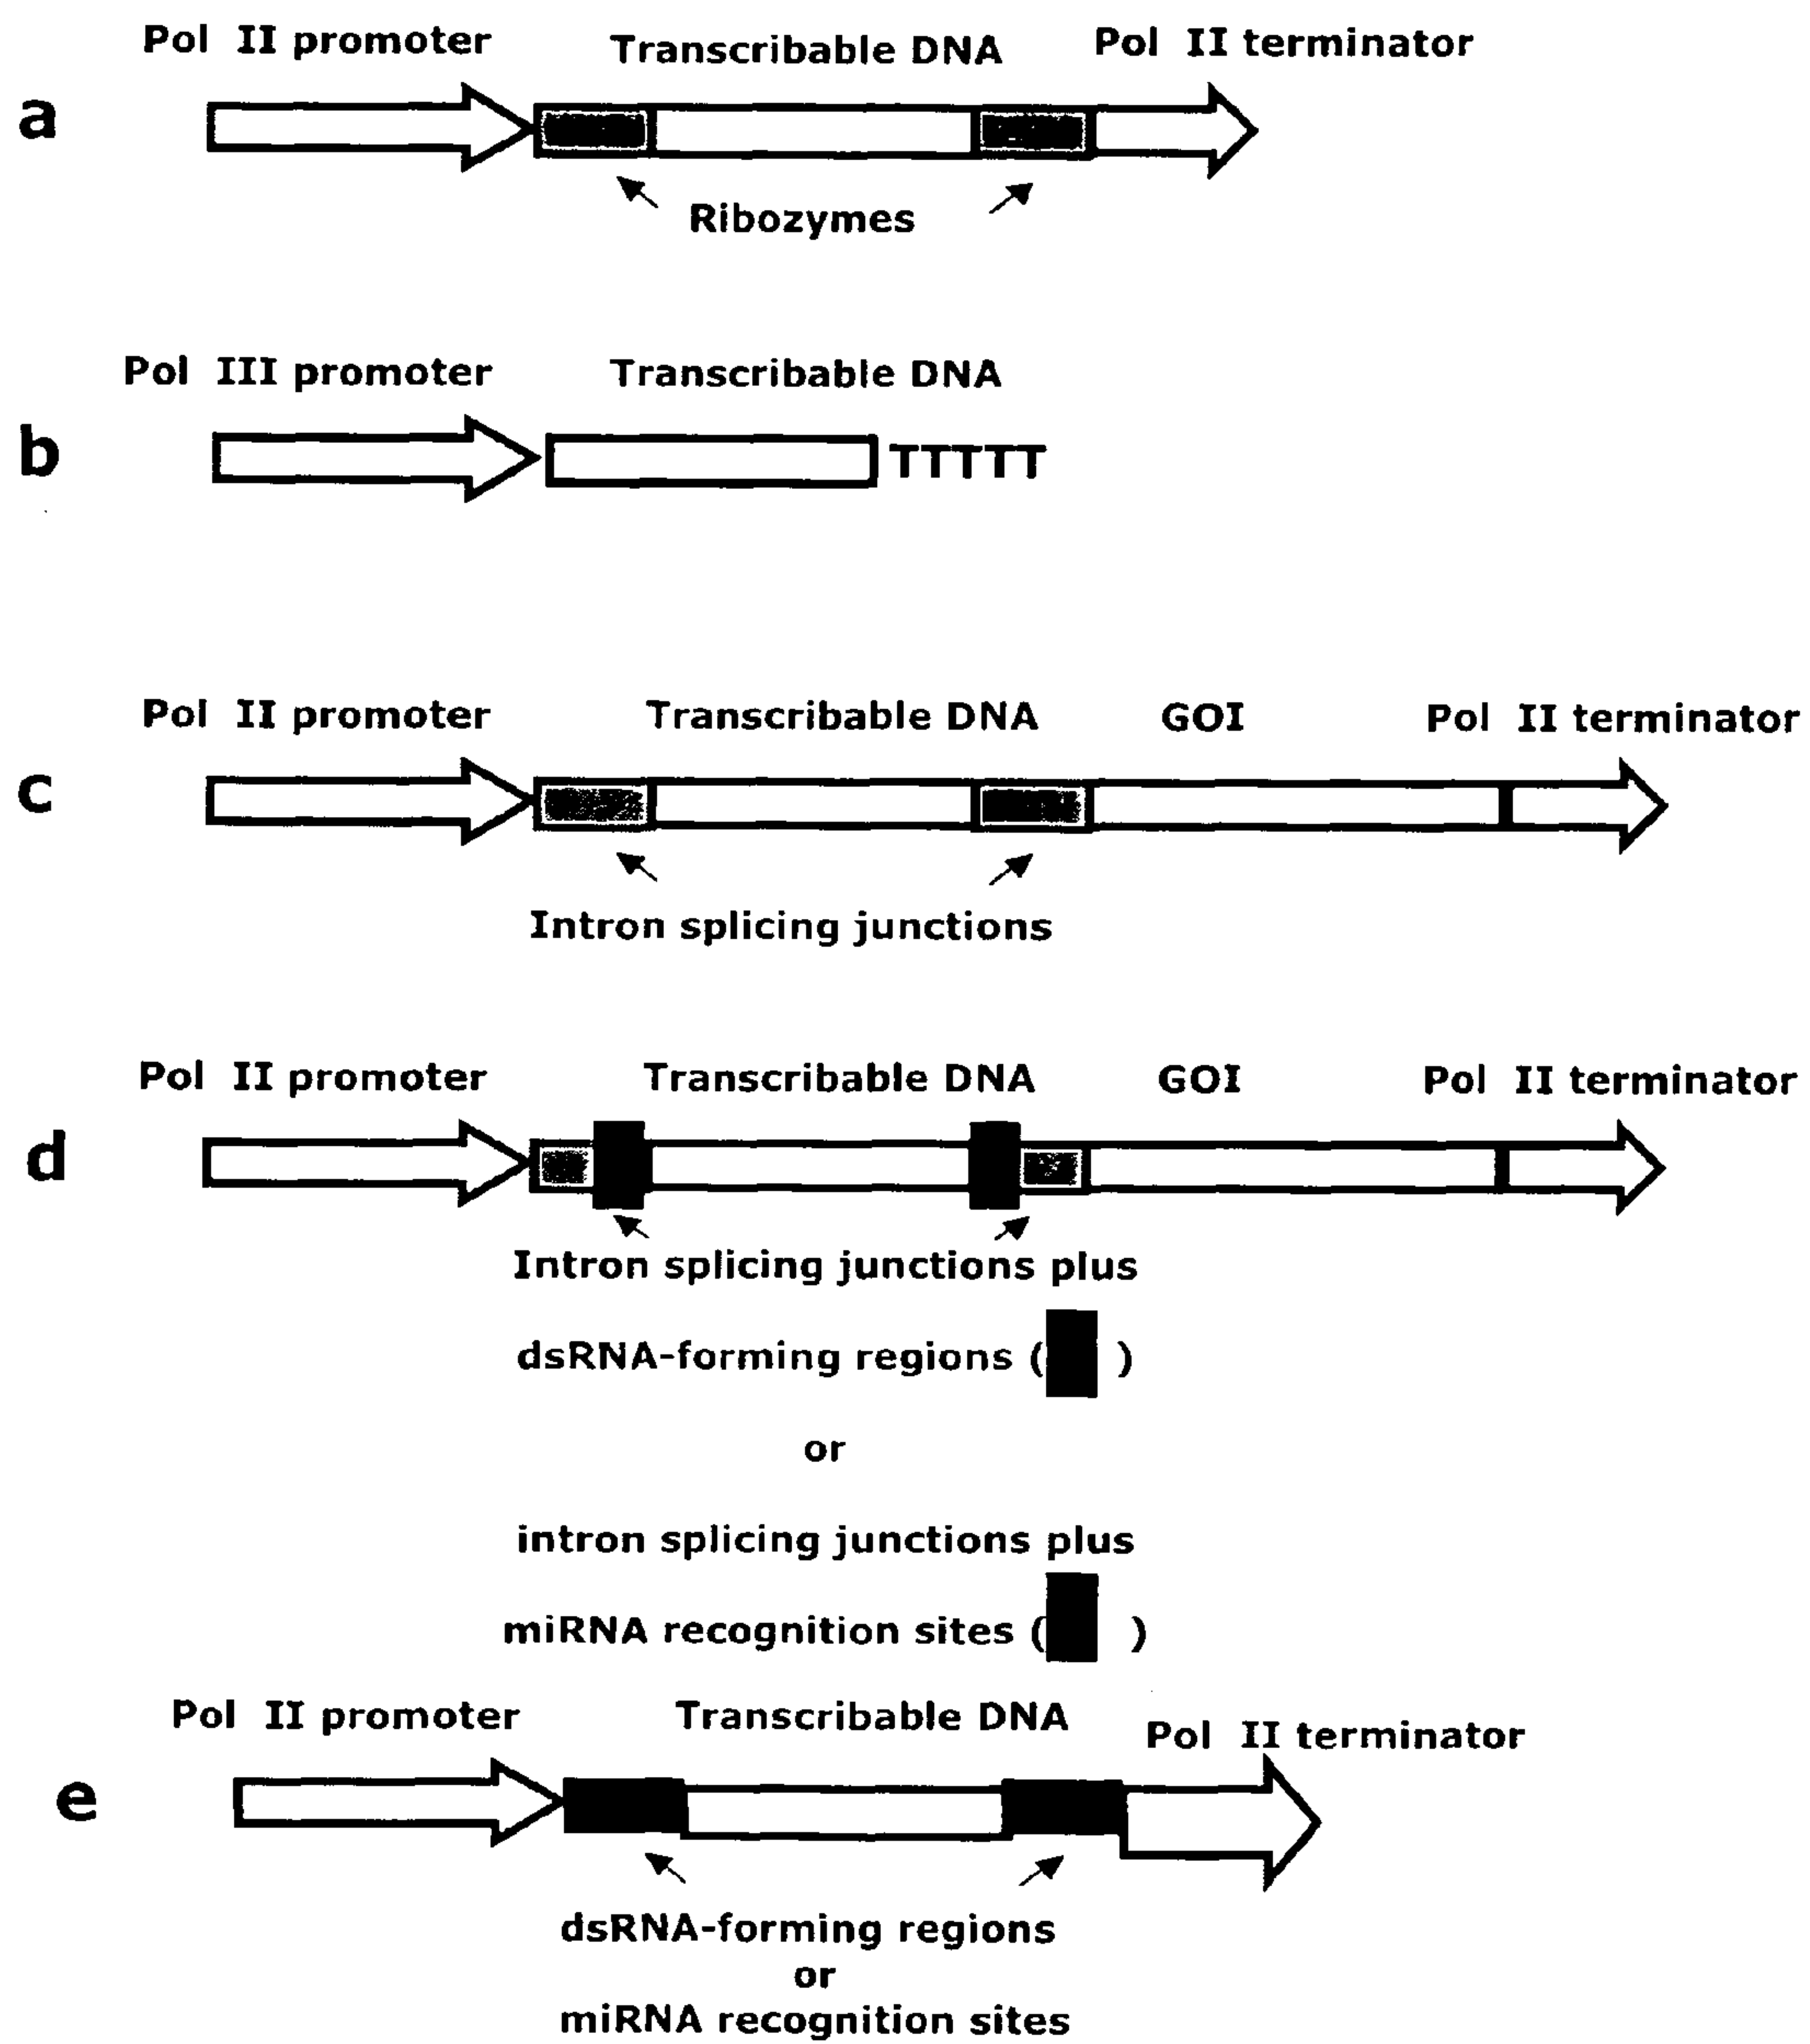 Pol II promoter Transcribable DNA Pol II terminator
a
Ribozymes
Pol III promoter Transcribable DNA
b TTTTT
Pol II promoter Transcribable DNA GOI Pol II terminator
c
Intron splicing junctions
Pol II promoter Transcribable DNA GOI Pol II terminator
d
Intron splicing junctions plus
dsRNA-forming regions ( )
or
intron splicing junctions plus
miRNA recognition sites ( )
Pol II promoter Transcribable DNA Pol II terminator
e
dsRNA-forming regions
or
miRNA recognition sites